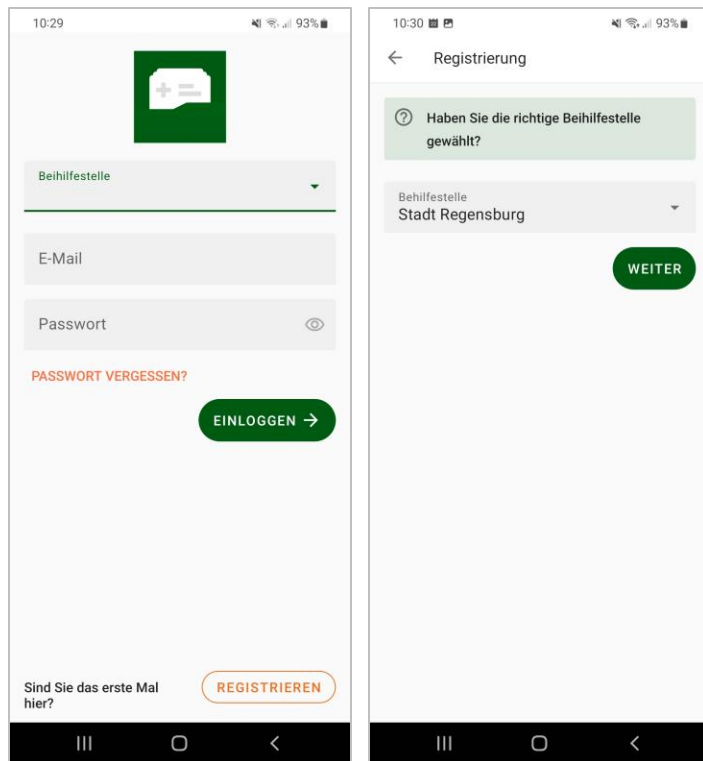 10:29
93%
Beihilfestelle
E-Mail
Passwort
PASSWORT VERGESSEN?
EINLOGGEN
Sind Sie das erste Mal
hier?
REGISTRIEREN
10:30
93%
Registrierung
Haben Sie die richtige Beihilfestelle
gewählt?
Behilfestelle
Stadt Regensburg
WEITER